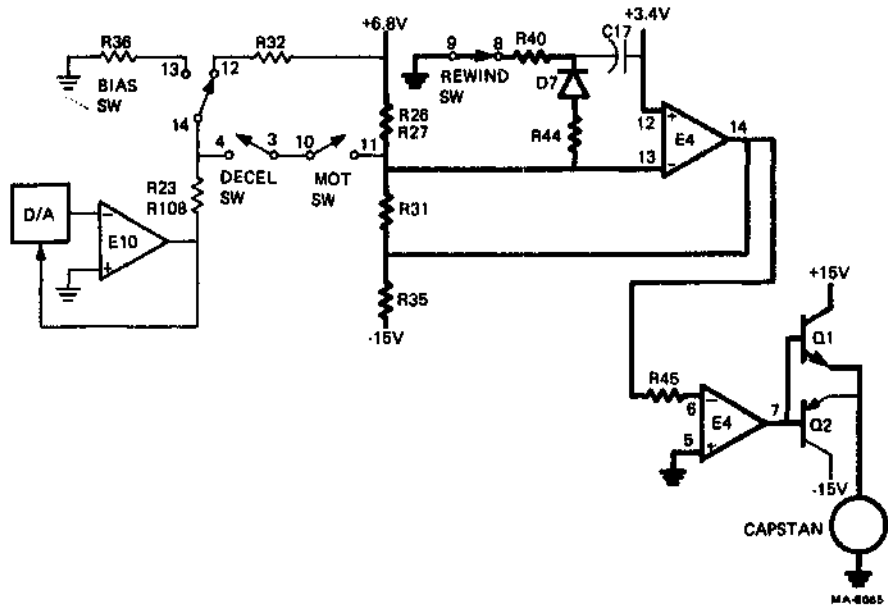 +6.8V
+3.4V
R36
R32
9
8
R40
C17
13
12
REWIND
SW
D7
BIAS
SW
14
R26
R27
R44
12
+
E4
14
4
3
10
11
13
−
DECEL
SW
MOT
SW
R23
R108
R31
D/A
−
E10
+
R35
-15V
+15V
Q1
R45
6
−
E4
7
5
+
Q2
-15V
CAPSTAN